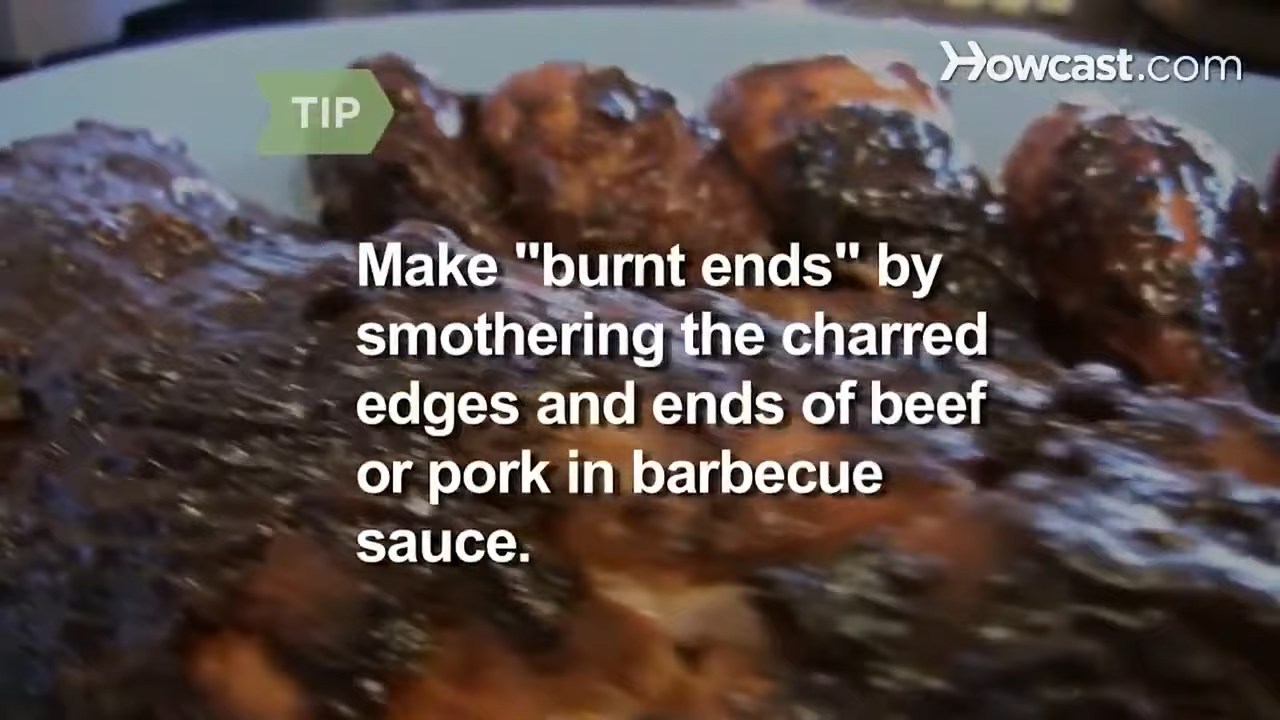 Howcast.com
TIP
Make "burnt ends" by
smothering the charred
edges and ends of beef
or pork in barbecue
sauce.